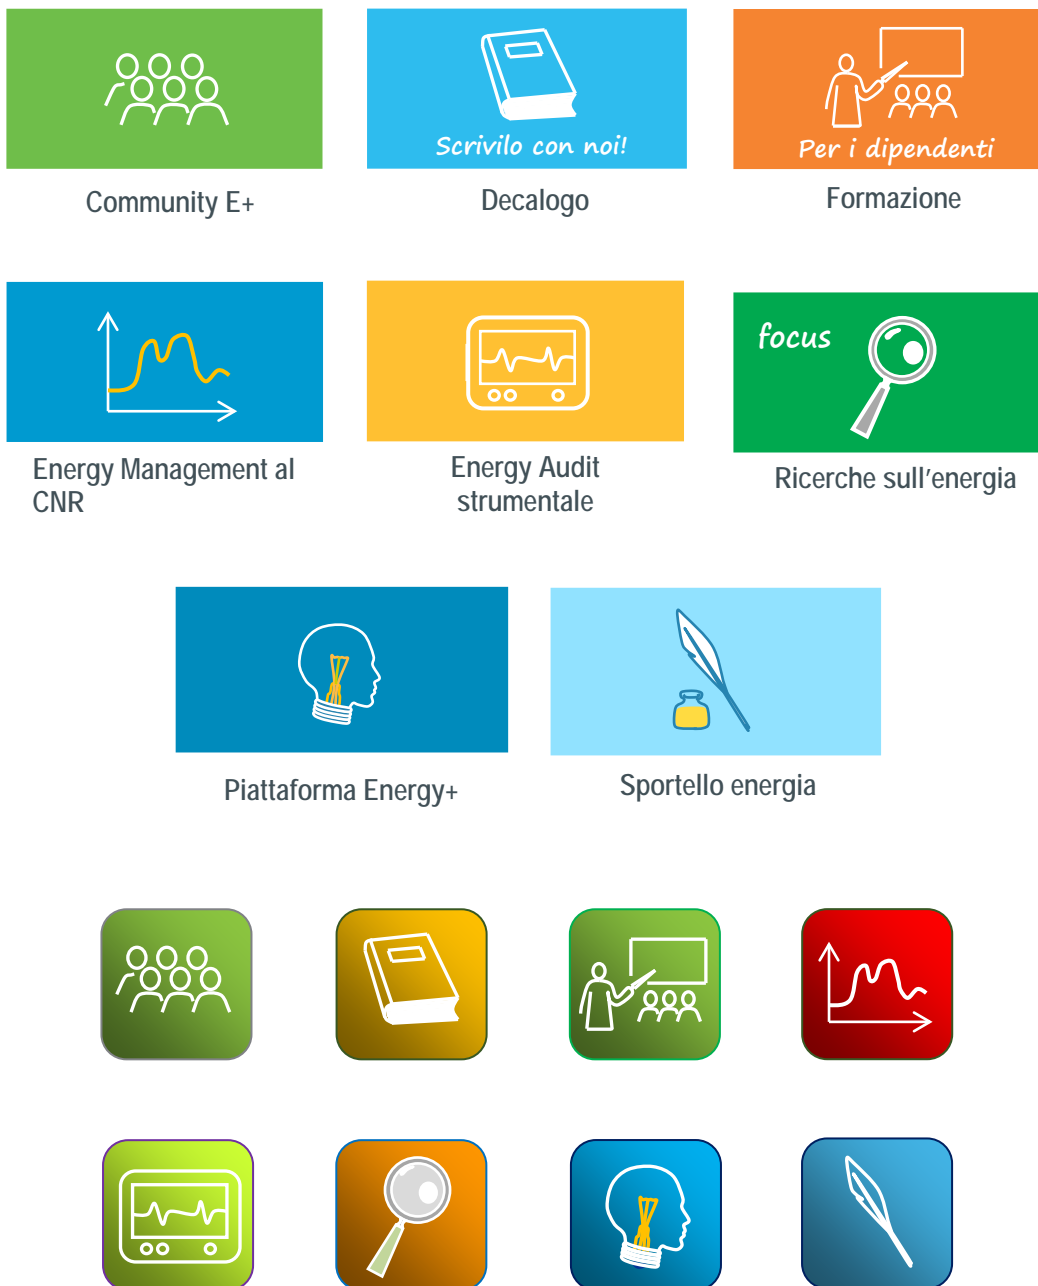 Scrivilo con noi!
Per i dipendenti
Community E+
Decalogo
Formazione
focus
Energy Management al
CNR
Energy Audit
strumentale
Ricerche sull'energia
Piattaforma Energy+
Sportello energia